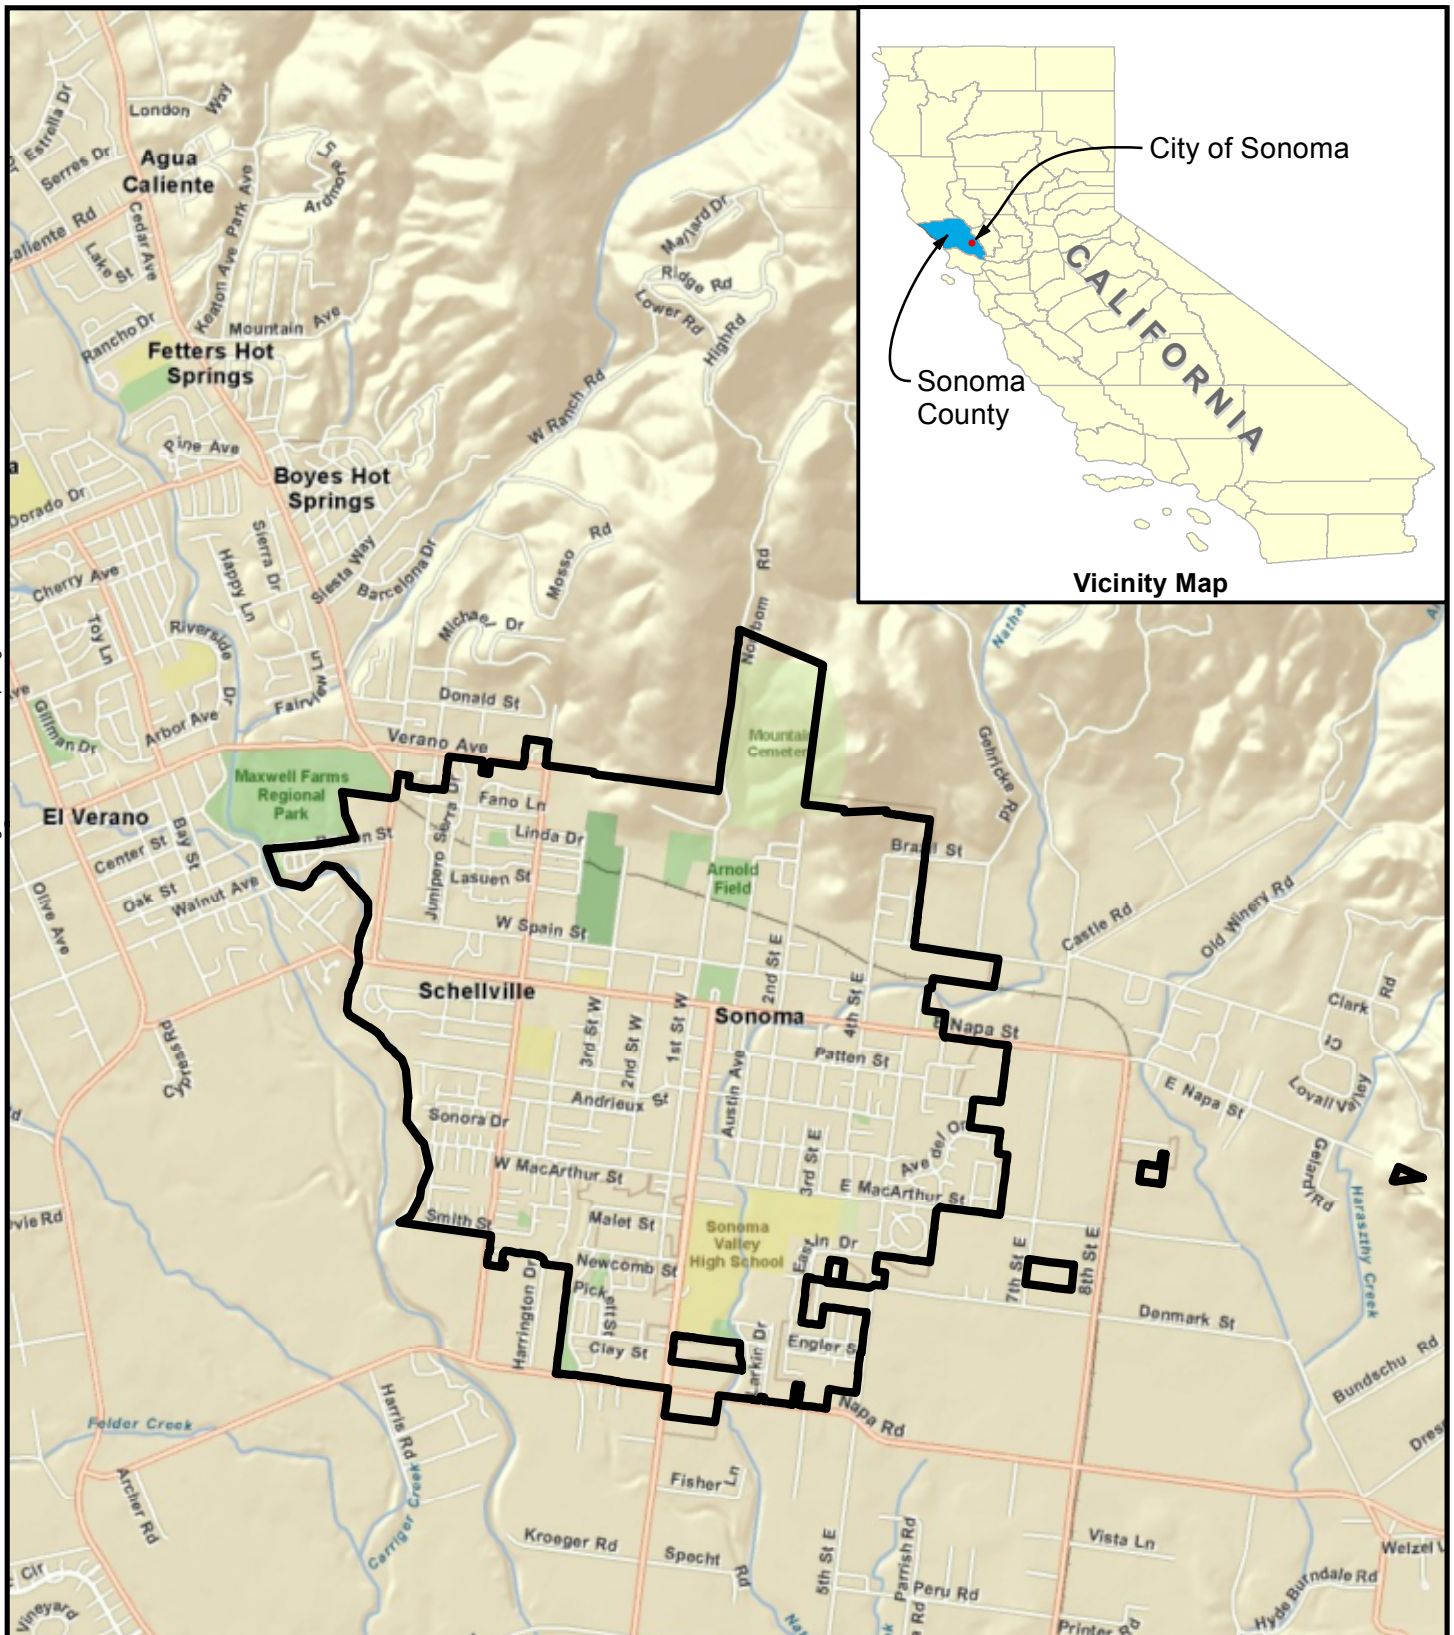 London Way
Estrella Dr
Serres Dr
Agua
Caliente
Ardmor Ln
Caliente Rd
Cedar Ave
Lake St
Keaton Ave
Park Ave
Rancho Dr
Mountain Ave
Fetters Hot
Springs
Pine Ave
Boyes Hot
Springs
Dorado Dr
Sierra Dr
Happy Ln
Siesta Way
Barcelona Dr
Cherry Ave
Toy Ln
Riverside Dr
Michael Dr
Mosso Rd
W Ranch Rd
Manard Dr
Ridge Rd
Lower Rd
High Rd
City of Sonoma
CALIFORNIA
Sonoma
County
Vicinity Map
Norrbom Rd
Gillman Dr
Arbor Ave
Donald St
Verano Ave
Mountain
Cemetery
Gehricke Rd
Maxwell Farms
Regional
Park
El Verano
Center St
Bay St
Oak St
Walnut Ave
Olive Ave
Junipero Serra Dr
Fano Ln
Linda Dr
Lasuen St
W Spain St
Arnold
Field
Brazil St
Castle Rd
Old Winery Rd
Clark Rd
Ct
Lovall Valley
2nd St E
4th St E
Schellville
Sonoma
E Napa St
E Napa St
3rd St W
2nd St W
1st St W
Patten St
Austin Ave
Andrieux St
Cypress Rd
Sonora Dr
W MacArthur St
3rd St E
Ave del Or
E MacArthur St
Gelardi Rd
Haraszthy Creek
Smith St
Malet St
Sonoma
Valley
High School
Newcomb St
Harrington Dr
Pickett St
Clay St
Larkin Dr
Engler S
7th St E
8th St E
Denmark St
Bundschu Rd
Napa Rd
Felder Creek
Harris Rd
Archer Rd
Carriger Creek
Fisher Ln
Kroeger Rd
Specht Rd
5th St E
Parrish Rd
Peru Rd
Vista Ln
Printer Rd
Hyde Burndale Rd
Welzel
Vineyard
Cir